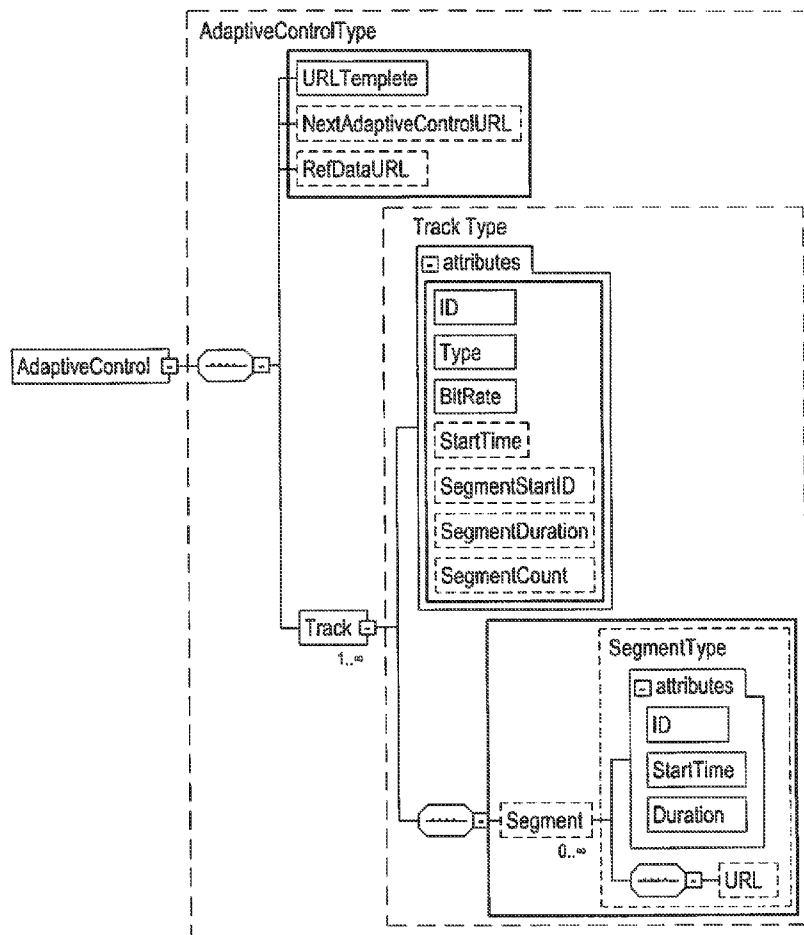 AdaptiveControlType
URLTemplete
NextAdaptiveControlURL
RefDataURL
Track Type
attributes
ID
Type
BitRate
StartTime
SegmentStartID
SegmentDuration
SegmentCount
AdaptiveControl
Track
1..∞
SegmentType
attributes
ID
StartTime
Duration
Segment
0..∞
URL